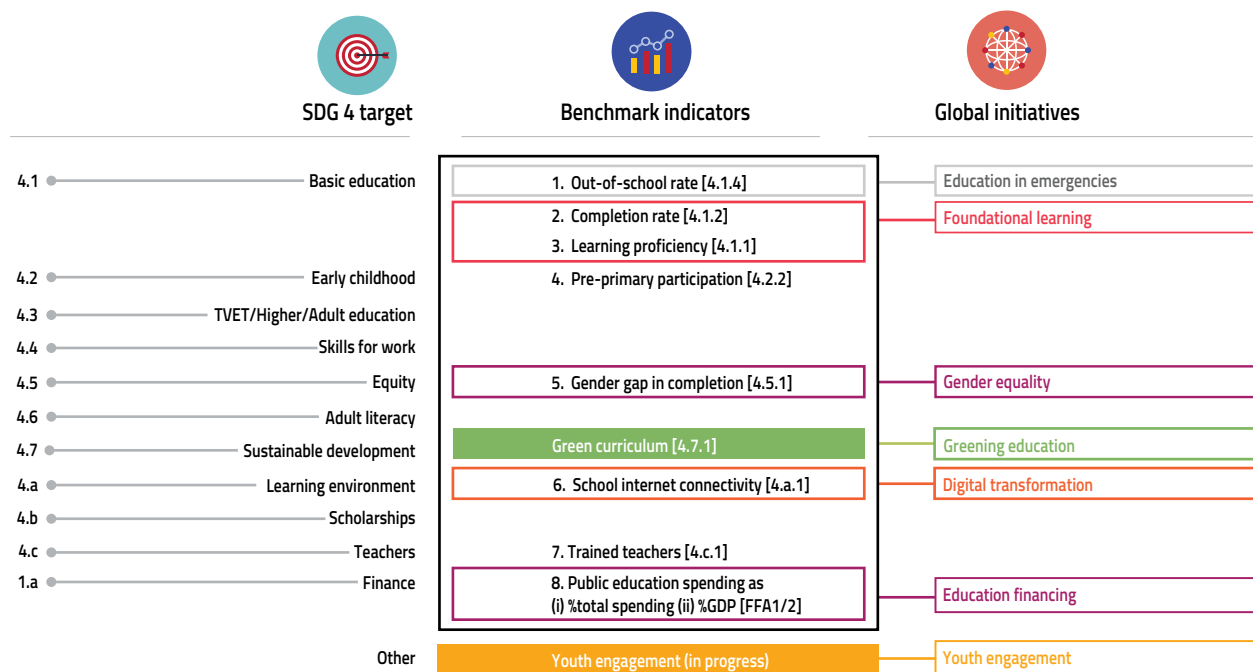 SDG 4 target Benchmark indicators Global initiatives
4.1 Basic education 1. Out-of-school rate [4.1.4] Education in emergencies
2. Completion rate [4.1.2] Foundational learning
3. Learning proficiency [4.1.1]
4.2 Early childhood 4. Pre-primary participation [4.2.2]
4.3 TVET/Higher/Adult education
4.4 Skills for work
4.5 Equity 5. Gender gap in completion [4.5.1] Gender equality
4.6 Adult literacy
4.7 Sustainable development Green curriculum [4.7.1] Greening education
4.a Learning environment 6. School internet connectivity [4.a.1] Digital transformation
4.b Scholarships
4.c Teachers 7. Trained teachers [4.c.1]
1.a Finance 8. Public education spending as
(i) %total spending (ii) %GDP [FFA1/2] Education financing
Other Youth engagement (in progress) Youth engagement